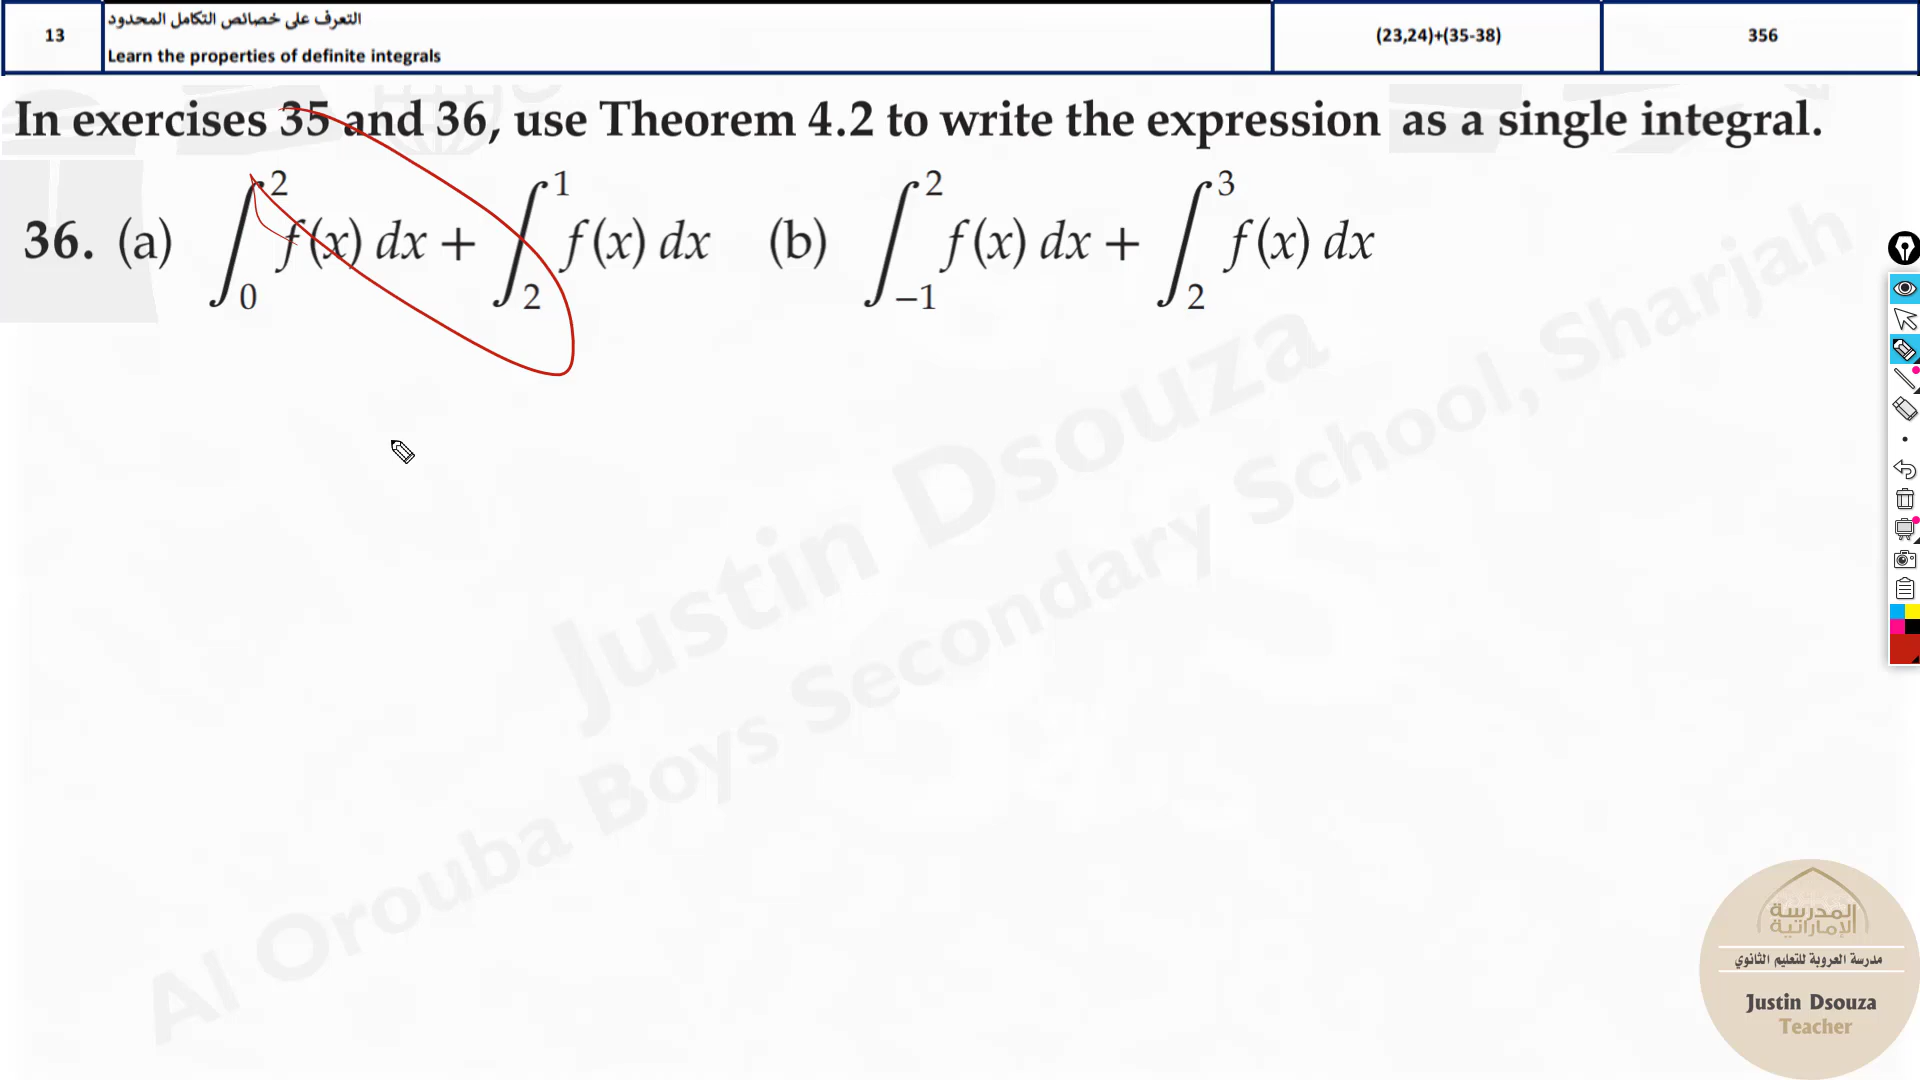 13
التعرف على خصائص التكامل المحدود
Learn the properties of definite integrals
(23,24)+(35-38)
356
In exercises 35 and 36, use Theorem 4.2 to write the expression as a single integral.
36. (a) ∫₀² f(x) dx + ∫₂¹ f(x) dx (b) ∫₋₁² f(x) dx + ∫₂³ f(x) dx
Justin Dsouza
Al Orouba Boys Secondary School, Sharjah
المدرسة
الإماراتية
مدرسة العروبة للتعليم الثانوي
Justin Dsouza
Teacher